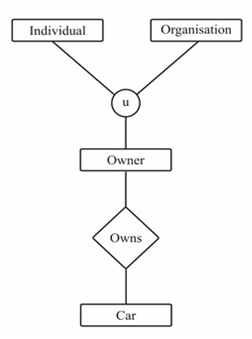 Individual
Organisation
u
Owner
Owns
Car